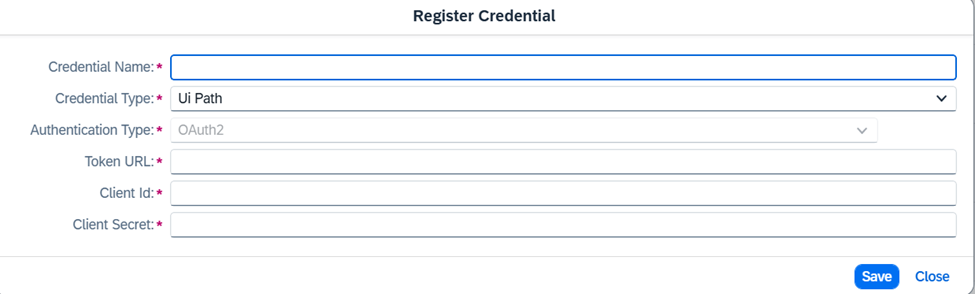 Register Credential
Credential Name:*
Credential Type:* Ui Path
Authentication Type:* OAuth2
Token URL:*
Client Id:*
Client Secret:*
Save Close